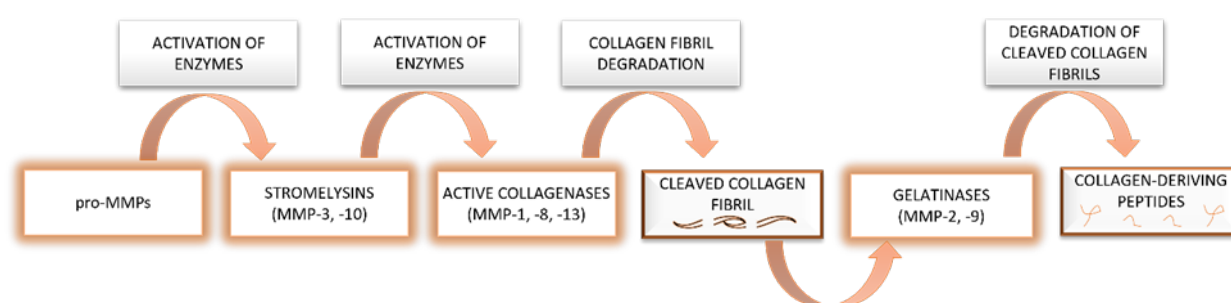 ACTIVATION OF
ENZYMES
ACTIVATION OF
ENZYMES
COLLAGEN FIBRIL
DEGRADATION
DEGRADATION OF
CLEAVED COLLAGEN
FIBRILS
pro-MMPs
STROMELYSINS
(MMP-3, -10)
ACTIVE COLLAGENASES
(MMP-1, -8, -13)
CLEAVED COLLAGEN
FIBRIL
GELATINASES
(MMP-2, -9)
COLLAGEN-DERIVING
PEPTIDES